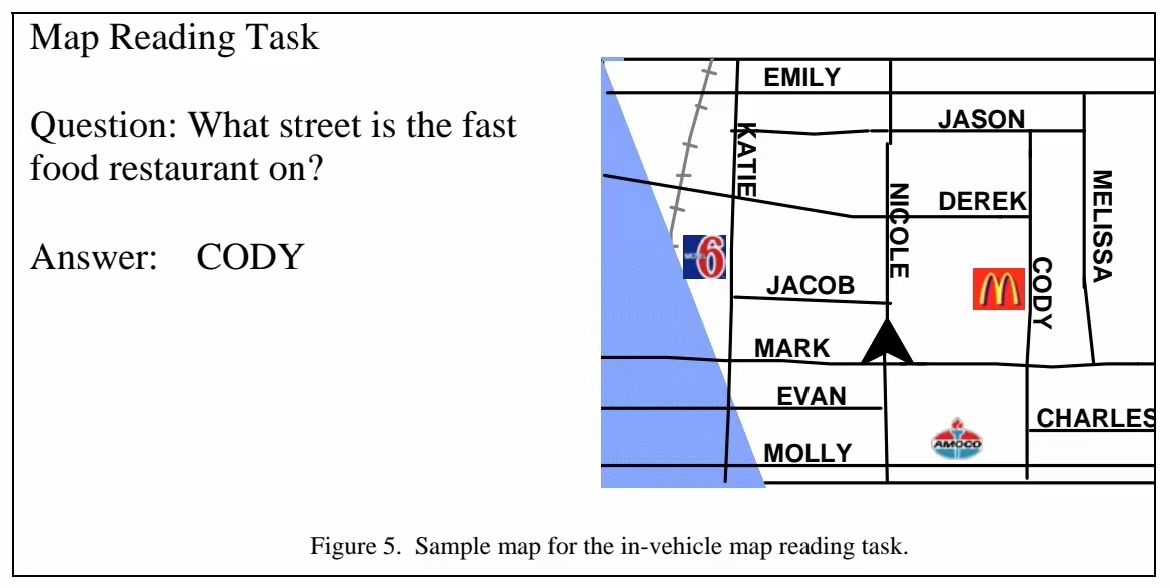 Map Reading Task
Question: What street is the fast
food restaurant on?
Answer: CODY
EMILY
JASON
KATIE
MELISSA
NICOLE
DEREK
6
CODY
JACOB
MARK
EVAN
CHARLES
AMOCO
MOLLY
Figure 5. Sample map for the in-vehicle map reading task.